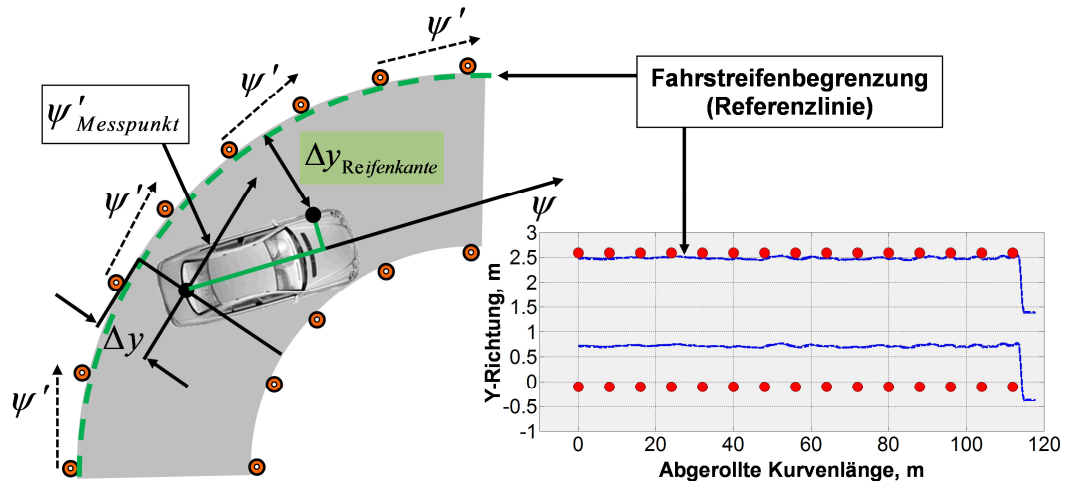 ψ′
ψ′
ψ′
ψ′
ψ′Messpunkt
ΔyReifenkante
Δy
ψ
Fahrstreifenbegrenzung
(Referenzlinie)
Y-Richtung, m
3
2.5
2
1.5
1
0.5
0
-0.5
-1
0 20 40 60 80 100 120
Abgerollte Kurvenlänge, m